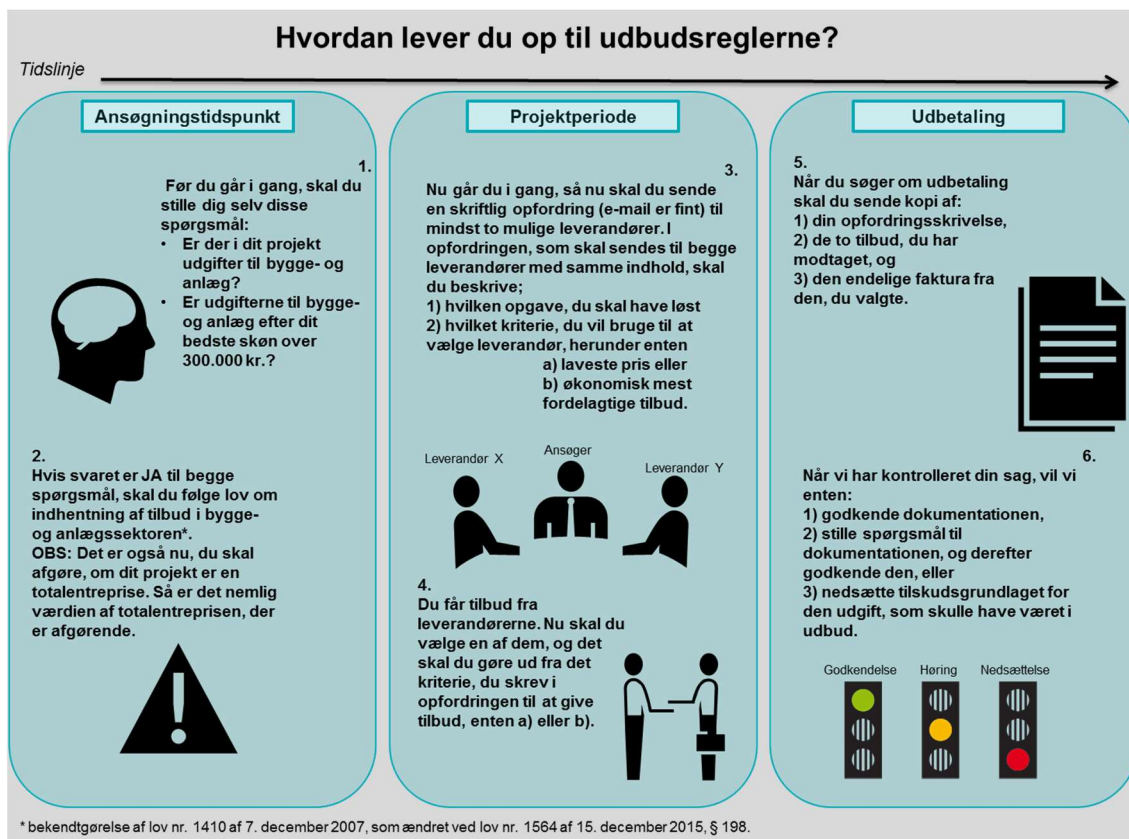 Hvordan lever du op til udbudsreglerne?
Tidslinje
Ansøgningstidspunkt
1.
Før du går i gang, skal du
stille dig selv disse
spørgsmål:
• Er der i dit projekt
udgifter til bygge- og
anlæg?
• Er udgifterne til bygge-
og anlæg efter dit
bedste skøn over
300.000 kr.?
2.
Hvis svaret er JA til begge
spørgsmål, skal du følge lov om
indhentning af tilbud i bygge-
og anlægssektoren*.
OBS: Det er også nu, du skal
afgøre, om dit projekt er en
totalentreprise. Så er det nemlig
værdien af totalentreprisen, der
er afgørende.
Projektperiode
3.
Nu går du i gang, så nu skal du sende
en skriftlig opfordring (e-mail er fint) til
mindst to mulige leverandører. I
opfordringen, som skal sendes til begge
leverandører med samme indhold, skal
du beskrive;
1) hvilken opgave, du skal have løst
2) hvilket kriterie, du vil bruge til at
vælge leverandør, herunder enten
a) laveste pris eller
b) økonomisk mest
fordelagtige tilbud.
Leverandør X
Ansøger
Leverandør Y
4.
Du får tilbud fra
leverandørerne. Nu skal du
vælge en af dem, og det
skal du gøre ud fra det
kriterie, du skrev i
opfordringen til at give
tilbud, enten a) eller b).
Udbetaling
5.
Når du søger om udbetaling
skal du sende kopi af:
1) din opfordringsskrivelse,
2) de to tilbud, du har
modtaget, og
3) den endelige faktura fra
den, du valgte.
6.
Når vi har kontrolleret din sag, vil vi
enten:
1) godkende dokumentationen,
2) stille spørgsmål til
dokumentationen, og derefter
godkende den, eller
3) nedsætte tilskudsgrundlaget for
den udgift, som skulle have været i
udbud.
Godkendelse
Høring
Nedsættelse
* bekendtgørelse af lov nr. 1410 af 7. december 2007, som ændret ved lov nr. 1564 af 15. december 2015, § 198.